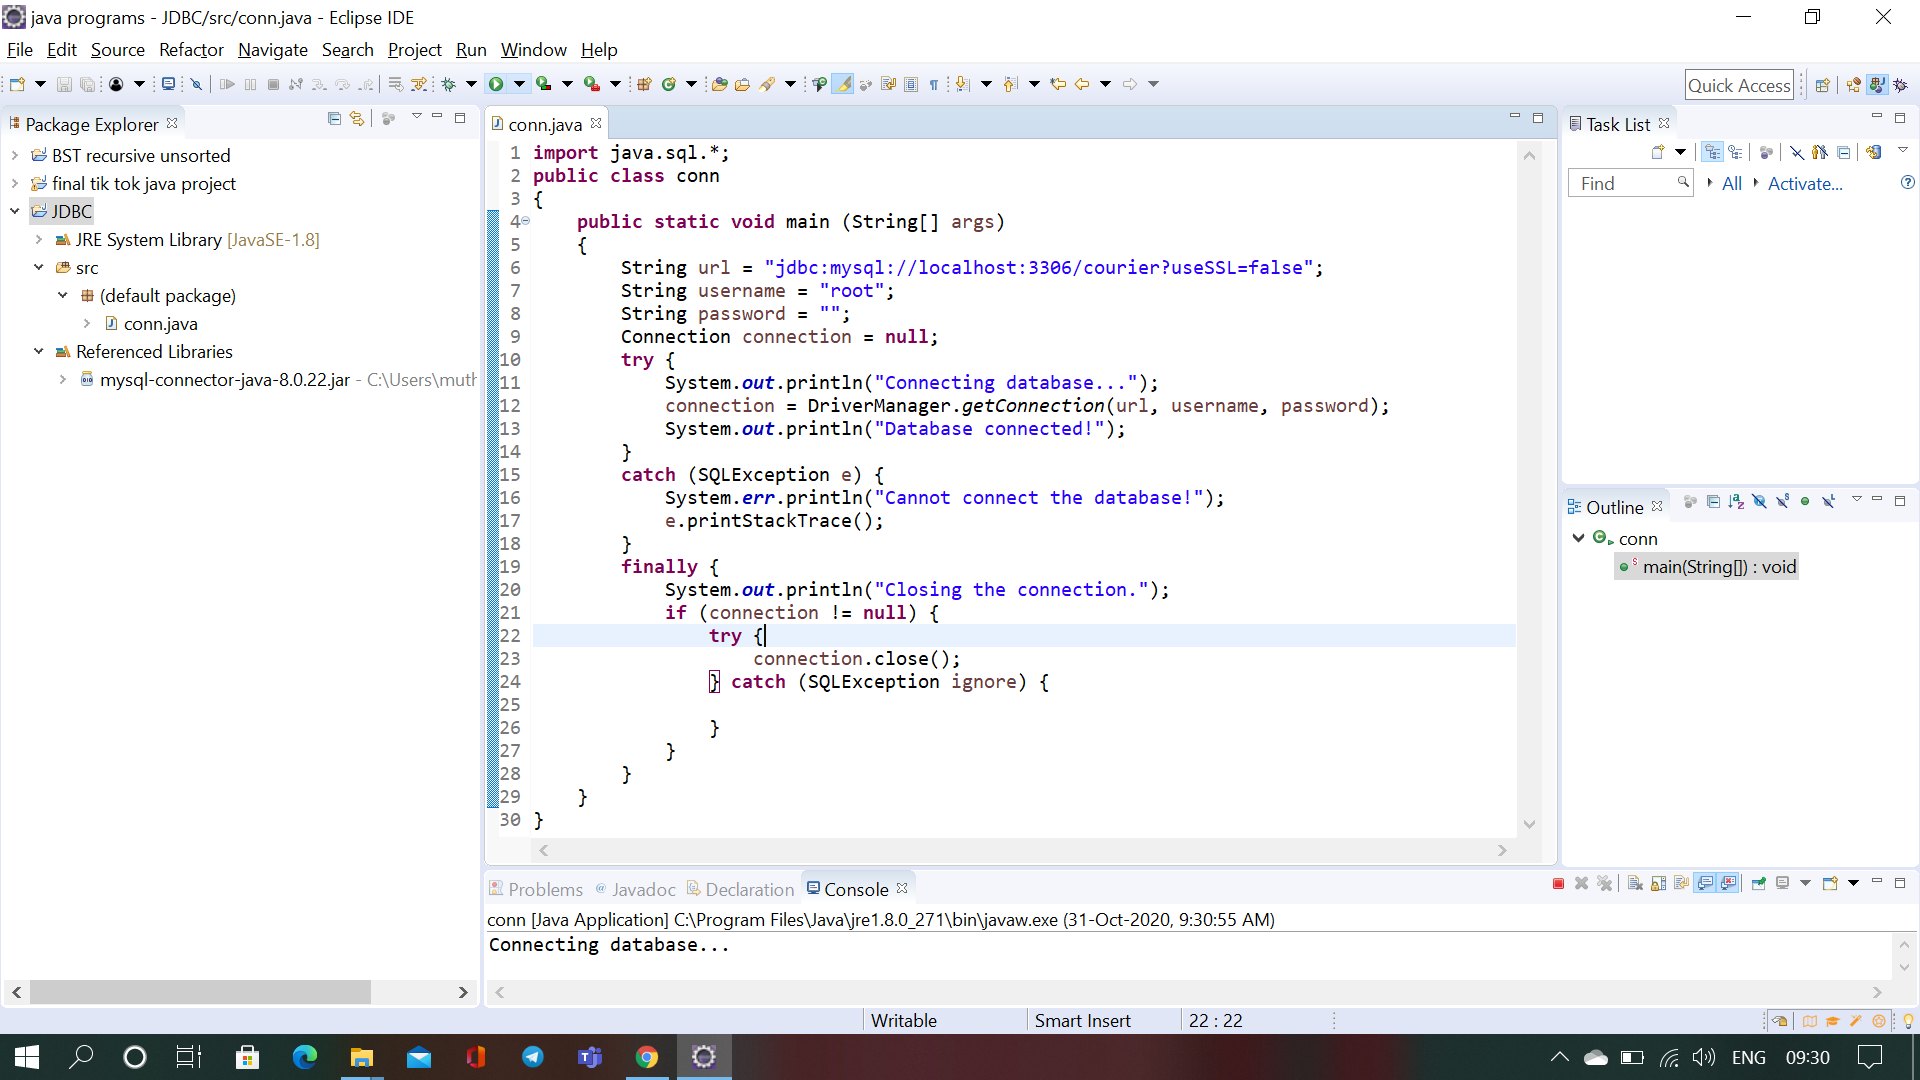 java programs - JDBC/src/conn.java - Eclipse IDE
File Edit Source Refactor Navigate Search Project Run Window Help
Quick Access
Package Explorer
BST recursive unsorted
final tik tok java project
JDBC
JRE System Library [JavaSE-1.8]
src
(default package)
conn.java
Referenced Libraries
mysql-connector-java-8.0.22.jar - C:\Users\muth
conn.java
1 import java.sql.*;
2 public class conn
3 {
4 public static void main (String[] args)
5 {
6 String url = "jdbc:mysql://localhost:3306/courier?useSSL=false";
7 String username = "root";
8 String password = "";
9 Connection connection = null;
10 try {
11 System.out.println("Connecting database...");
12 connection = DriverManager.getConnection(url, username, password);
13 System.out.println("Database connected!");
14 }
15 catch (SQLException e) {
16 System.err.println("Cannot connect the database!");
17 e.printStackTrace();
18 }
19 finally {
20 System.out.println("Closing the connection.");
21 if (connection != null) {
22 try {
23 connection.close();
24 } catch (SQLException ignore) {
25
26 }
27 }
28 }
29 }
30 }
Task List
Find
All Activate...
Outline
conn
main(String[]) : void
Problems @ Javadoc Declaration Console
conn [Java Application] C:\Program Files\Java\jre1.8.0_271\bin\javaw.exe (31-Oct-2020, 9:30:55 AM)
Connecting database...
Writable Smart Insert 22 : 22
ENG 09:30